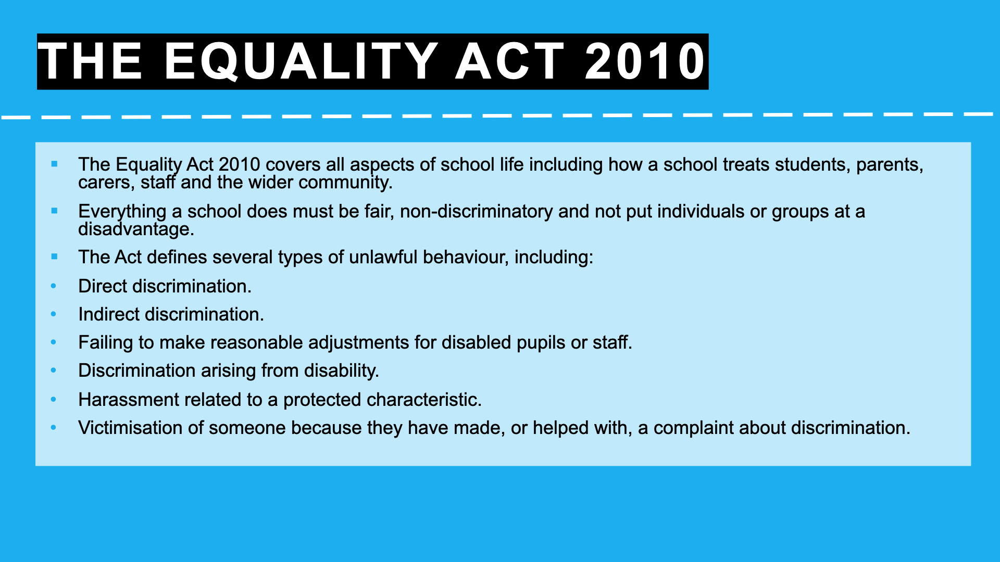 THE EQUALITY ACT 2010
▪ The Equality Act 2010 covers all aspects of school life including how a school treats students, parents,
carers, staff and the wider community.
▪ Everything a school does must be fair, non-discriminatory and not put individuals or groups at a
disadvantage.
▪ The Act defines several types of unlawful behaviour, including:
• Direct discrimination.
• Indirect discrimination.
• Failing to make reasonable adjustments for disabled pupils or staff.
• Discrimination arising from disability.
• Harassment related to a protected characteristic.
• Victimisation of someone because they have made, or helped with, a complaint about discrimination.